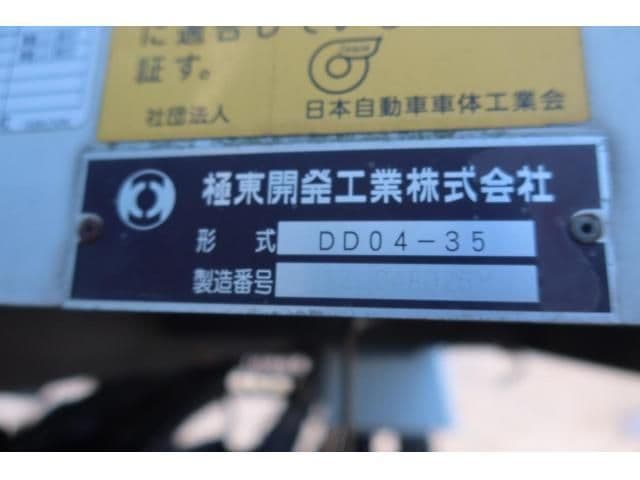 に適合している
証す。
社団法人 日本自動車車体工業会
極東開発工業株式会社
形式 DD04-35
製造番号